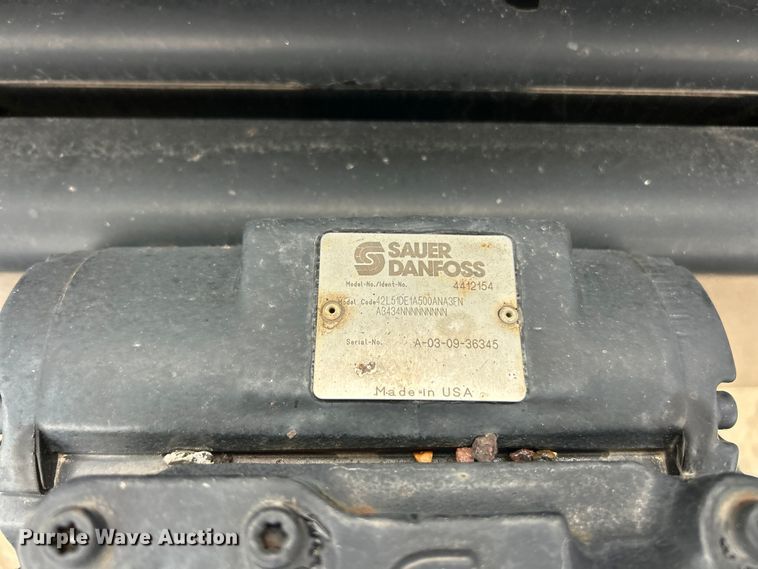 SAUER
DANFOSS
Model-No./Ident-No. 4412154
Model Code 42L51DE1A500ANA3FN
A3434NNNNNNNNN
Serial-No. A-03-09-36345
Made in USA
Purple Wave Auction